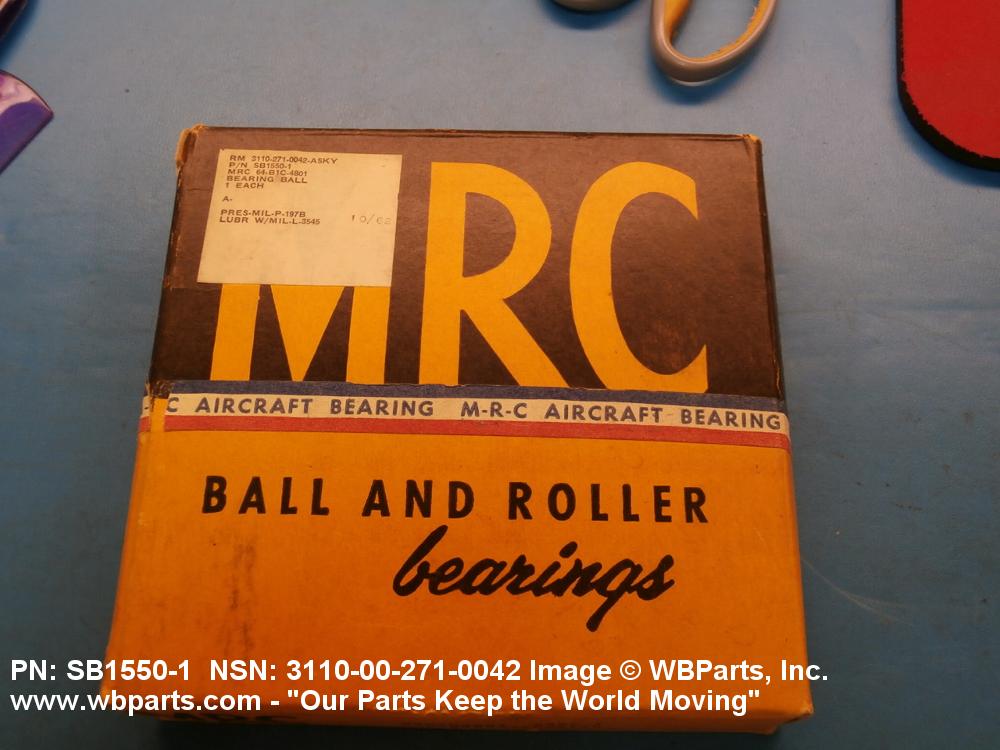 RM 3110-271-0042-ASKY
P/N SB1550-1
MRC 64-B1C-4801
BEARING BALL
1 EACH
A-
PRES-MIL-P-197B
LUBR W/MIL-L-3545 10/62
MRC
-C AIRCRAFT BEARING M-R-C AIRCRAFT BEARING
BALL AND ROLLER
bearings
PN: SB1550-1 NSN: 3110-00-271-0042 Image © WBParts, Inc.
www.wbparts.com - "Our Parts Keep the World Moving"